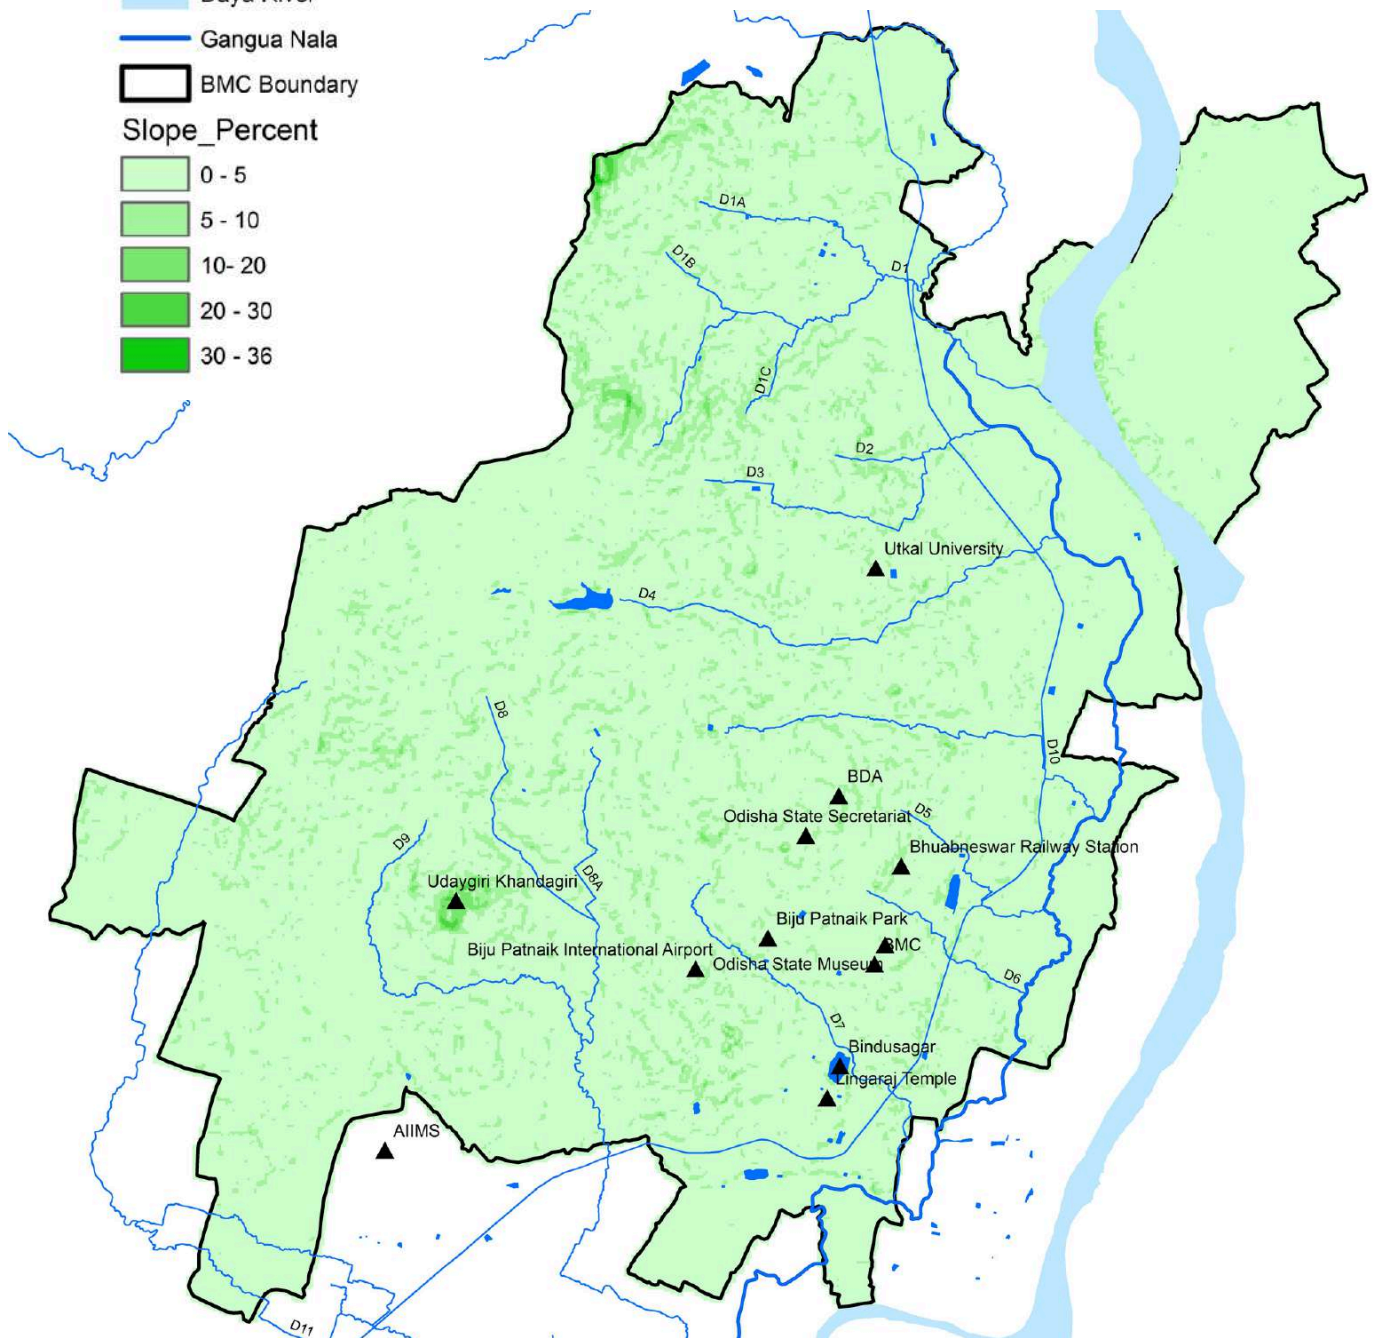 Daya River
Gangua Nala
BMC Boundary
Slope_Percent
0 - 5
5 - 10
10- 20
20 - 30
30 - 36
D1A
D1B
D1
D1C
D2
D3
Utkal University
D4
D8
D10
BDA
Odisha State Secretariat
D5
Bhuabneswar Railway Station
D9
D8A
Udaygiri Khandagiri
Biju Patnaik Park
BMC
Biju Patnaik International Airport
Odisha State Museum
D6
D7
Bindusagar
Lingaraj Temple
AIIMS
D11